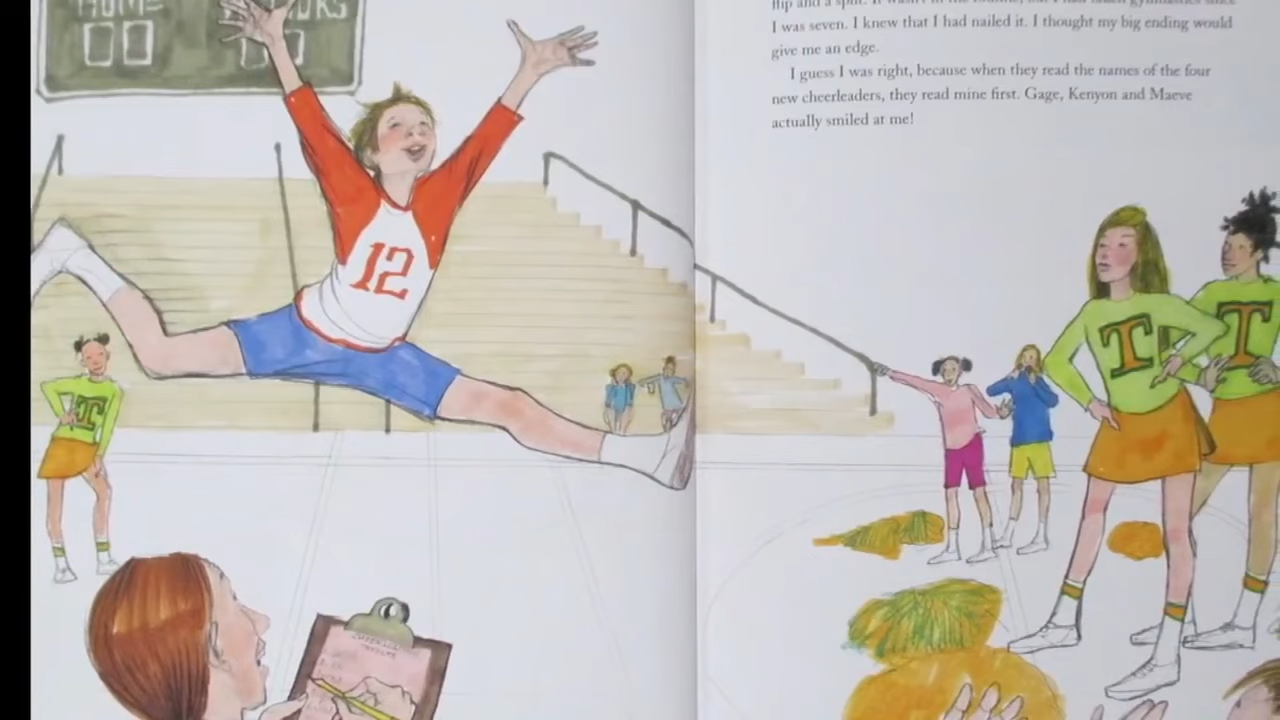 HOME
12
T
I was seven. I knew that I had nailed it. I thought my big ending would
give me an edge.
I guess I was right, because when they read the names of the four
new cheerleaders, they read mine first. Gage, Kenyon and Maeve
actually smiled at me!
T
T